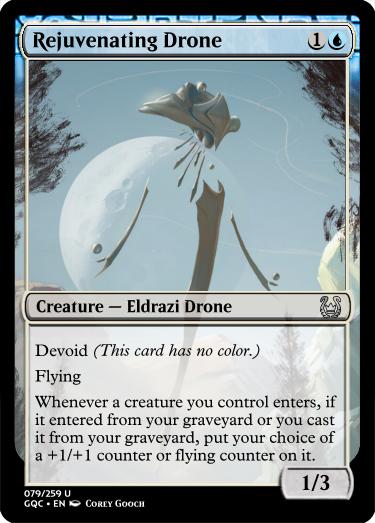 Rejuvenating Drone 1
Creature — Eldrazi Drone
Devoid (This card has no color.)
Flying
Whenever a creature you control enters, if
it entered from your graveyard or you cast
it from your graveyard, put your choice of
a +1/+1 counter or flying counter on it.
1/3
079/259 U
GQC • EN Corey Gooch